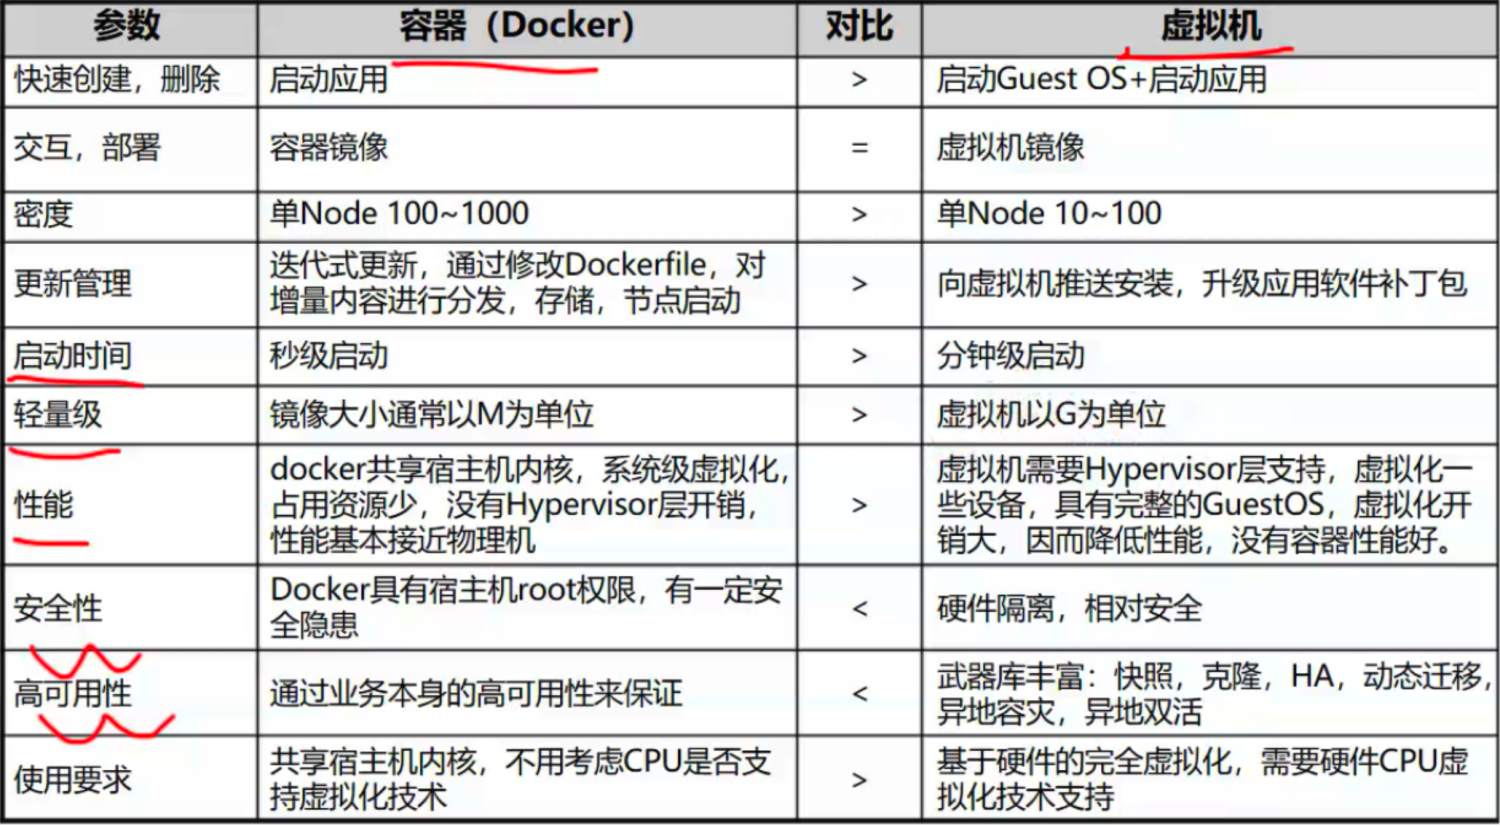 参数 容器（Docker） 对比 虚拟机
快速创建，删除 启动应用 > 启动Guest OS+启动应用
交互，部署 容器镜像 = 虚拟机镜像
密度 单Node 100~1000 > 单Node 10~100
更新管理
迭代式更新，通过修改Dockerfile，对
增量内容进行分发，存储，节点启动
>
向虚拟机推送安装，升级应用软件补丁包
启动时间 秒级启动 > 分钟级启动
轻量级 镜像大小通常以M为单位 > 虚拟机以G为单位
性能
docker共享宿主机内核，系统级虚拟化，
占用资源少，没有Hypervisor层开销，
性能基本接近物理机
>
虚拟机需要Hypervisor层支持，虚拟化一
些设备，具有完整的GuestOS，虚拟化开
销大，因而降低性能，没有容器性能好。
安全性
Docker具有宿主机root权限，有一定安
全隐患
<
硬件隔离，相对安全
高可用性
通过业务本身的高可用性来保证
<
武器库丰富：快照，克隆，HA，动态迁移，
异地容灾，异地双活
使用要求
共享宿主机内核，不用考虑CPU是否支
持虚拟化技术
>
基于硬件的完全虚拟化，需要硬件CPU虚
拟化技术支持